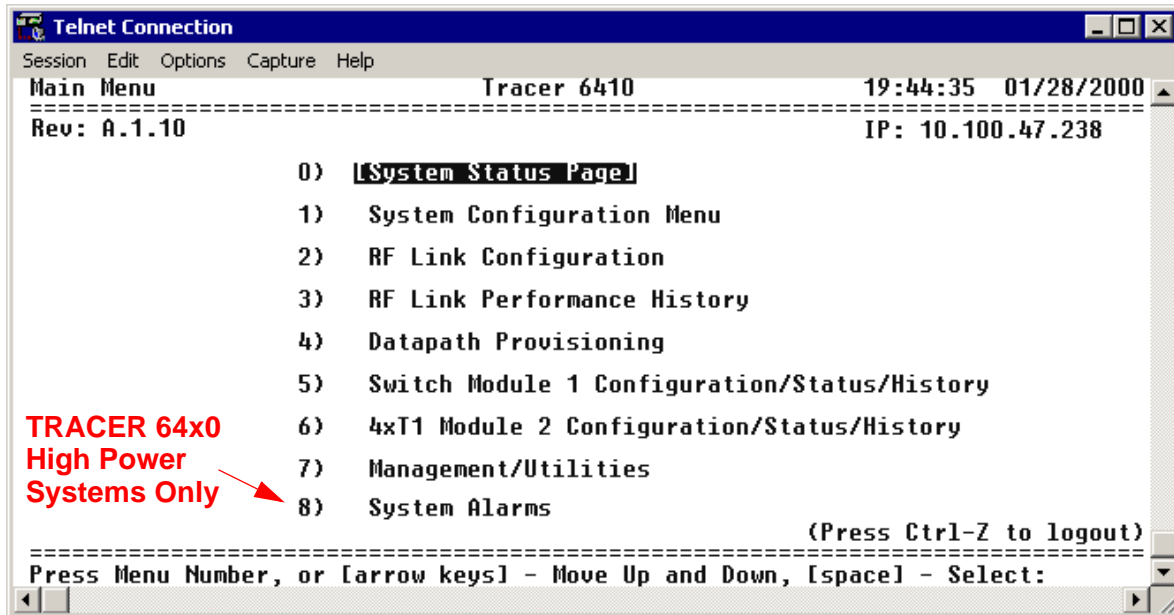 Telnet Connection
Session Edit Options Capture Help
Main Menu Tracer 6410 19:44:35 01/28/2000
================================================================================
Rev: A.1.10 IP: 10.100.47.238
0) [System Status Page]
1) System Configuration Menu
2) RF Link Configuration
3) RF Link Performance History
4) Datapath Provisioning
5) Switch Module 1 Configuration/Status/History
6) 4xT1 Module 2 Configuration/Status/History
7) Management/Utilities
8) System Alarms
TRACER 64x0
High Power
Systems Only
(Press Ctrl-Z to logout)
================================================================================
Press Menu Number, or [arrow keys] - Move Up and Down, [space] - Select: